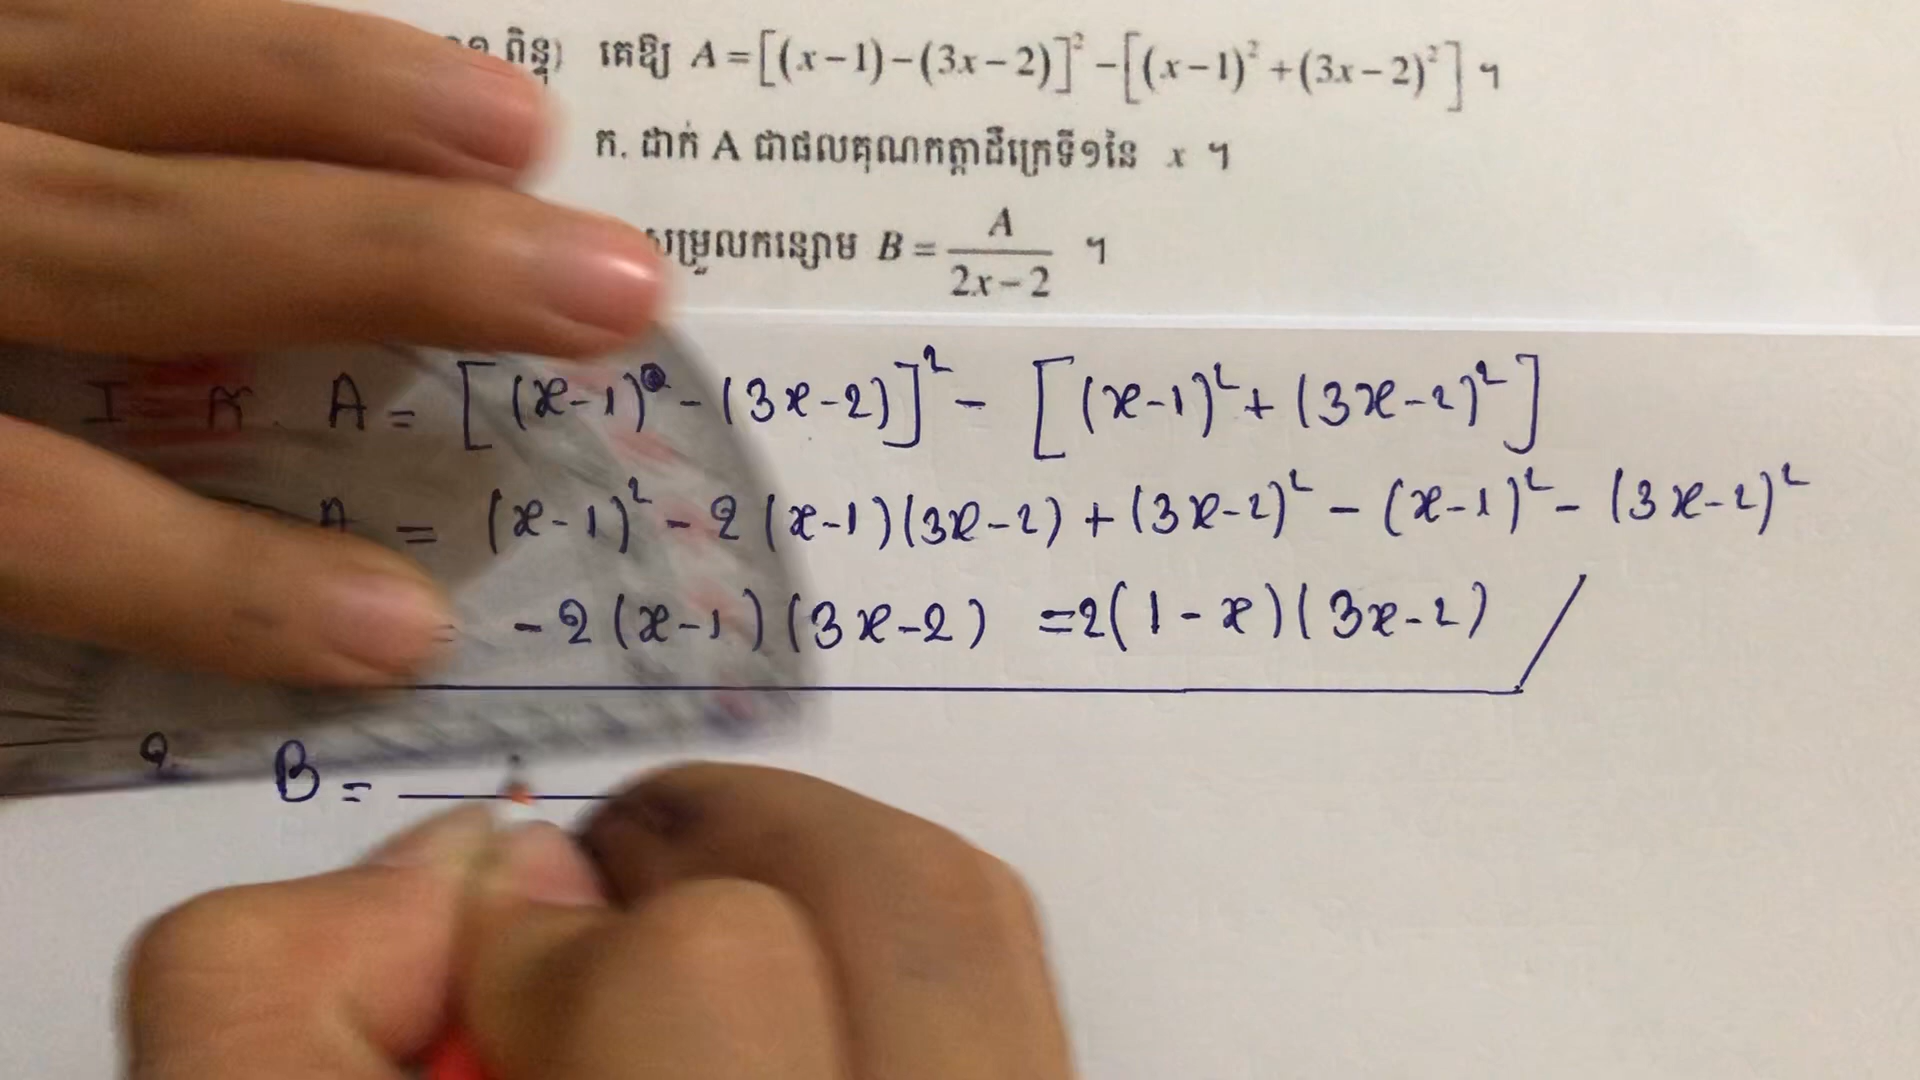 ពិន្ទុ) គេឱ្យ A = [(x−1)−(3x−2)]² −[(x−1)² +(3x−2)²] ។
ក. ដាក់ A ជាផលគុណកត្តាដឺក្រេទី១នៃ x ។
សម្រួលកន្សោម B = A / (2x−2) ។
I ក. A = [(x-1) - (3x-2)]² - [(x-1)² + (3x-2)²]
A = (x-1)² - 2(x-1)(3x-2) + (3x-2)² - (x-1)² - (3x-2)²
= -2(x-1)(3x-2) = 2(1-x)(3x-2)
B =